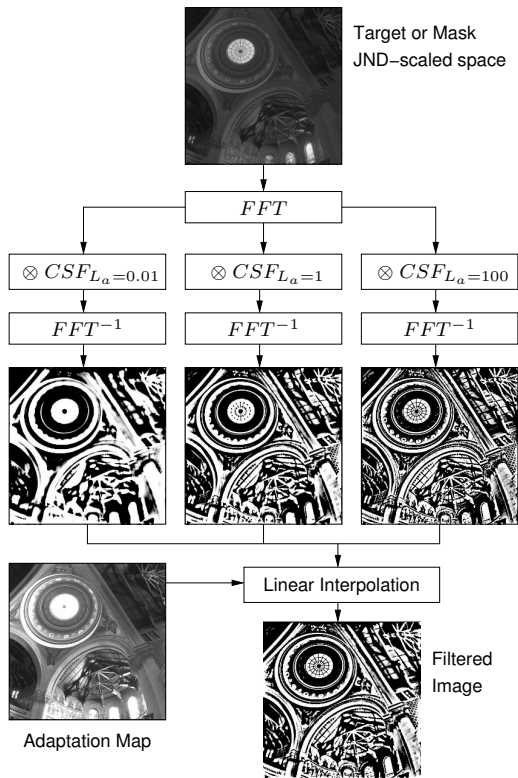 Target or Mask
JND−scaled space
FFT
⊗ CSF_{L_a=0.01}
⊗ CSF_{L_a=1}
⊗ CSF_{L_a=100}
FFT^{−1}
FFT^{−1}
FFT^{−1}
Linear Interpolation
Filtered
Image
Adaptation Map